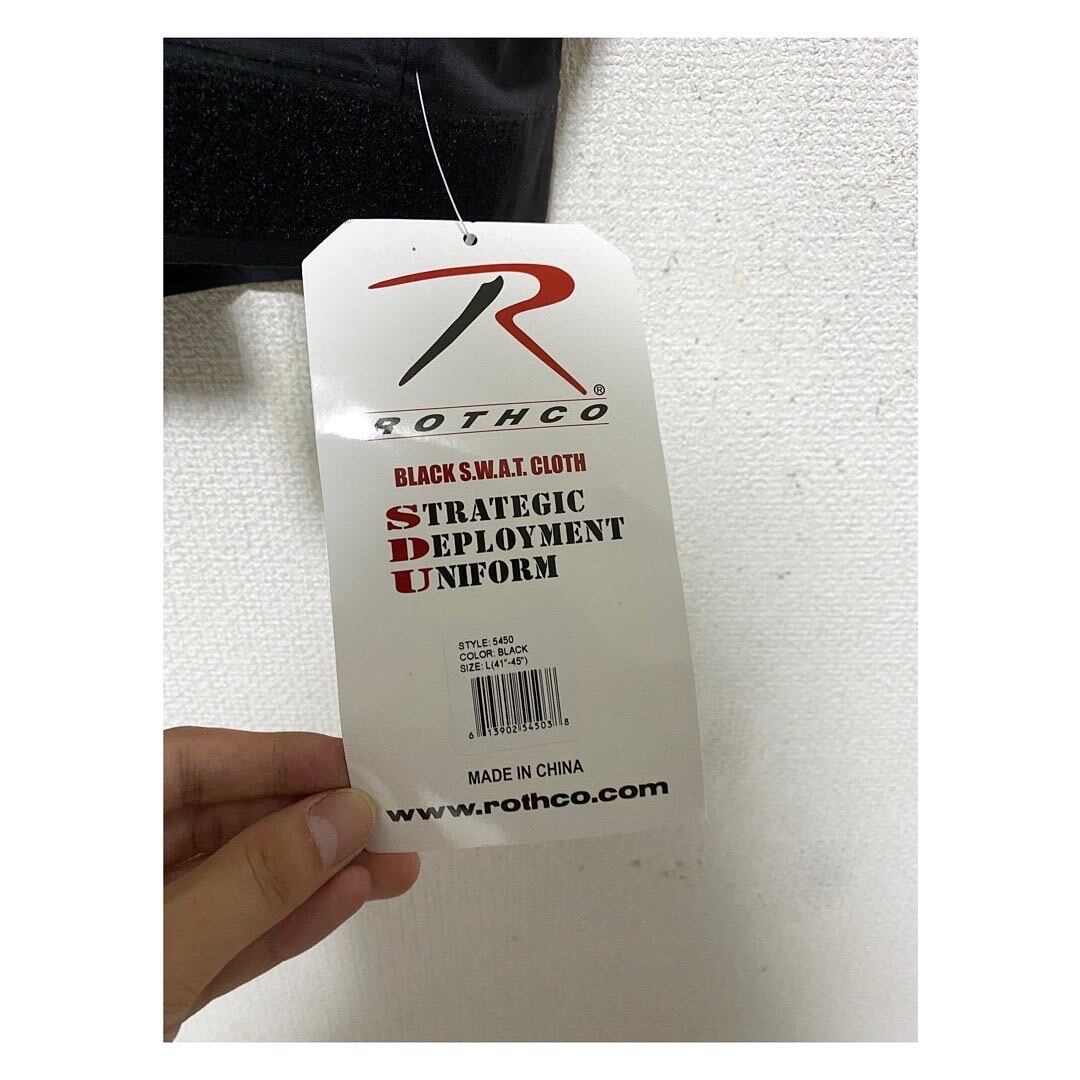 R®
ROTHCO
BLACK S.W.A.T. CLOTH
STRATEGIC
DEPLOYMENT
UNIFORM
STYLE: 5450
COLOR: BLACK
SIZE: L(41"-45")
6 13902 54503 8
MADE IN CHINA
www.rothco.com